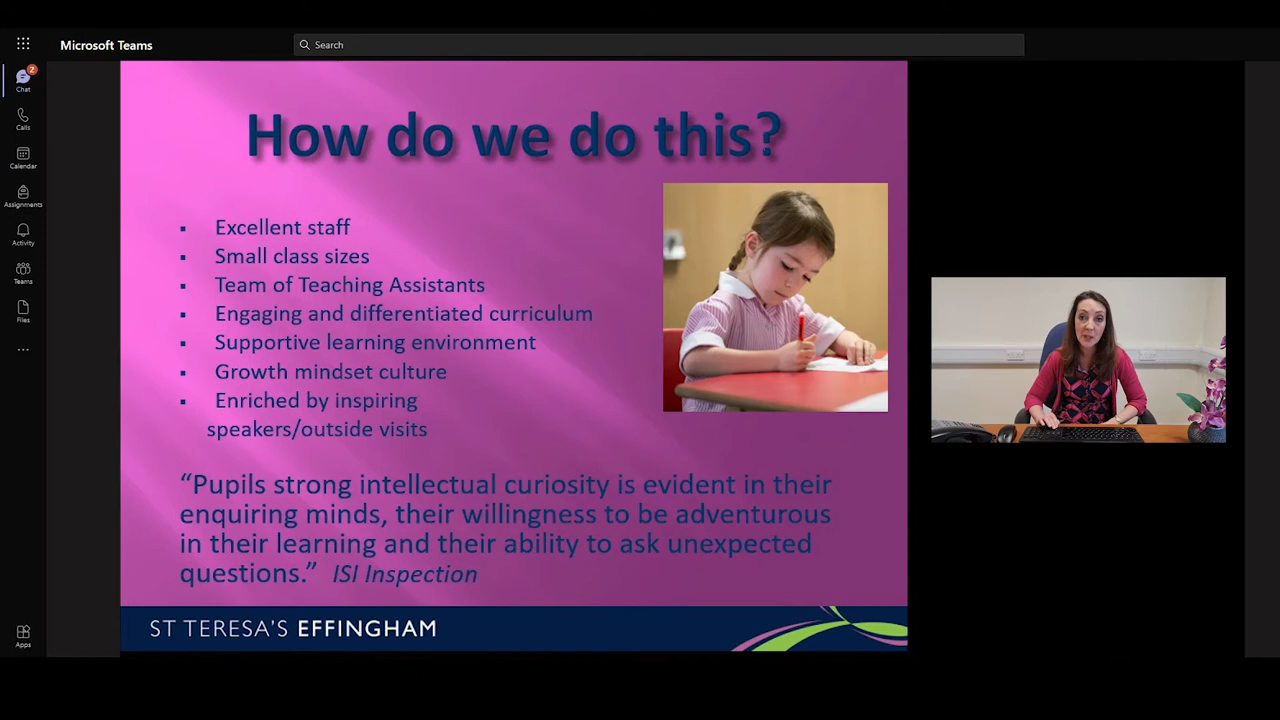 Microsoft Teams
Search
2
Chat
Calls
Calendar
Assignments
Activity
Teams
Files
Apps
How do we do this?
Excellent staff
Small class sizes
Team of Teaching Assistants
Engaging and differentiated curriculum
Supportive learning environment
Growth mindset culture
Enriched by inspiring
speakers/outside visits
“Pupils strong intellectual curiosity is evident in their
enquiring minds, their willingness to be adventurous
in their learning and their ability to ask unexpected
questions.” ISI Inspection
ST TERESA'S EFFINGHAM